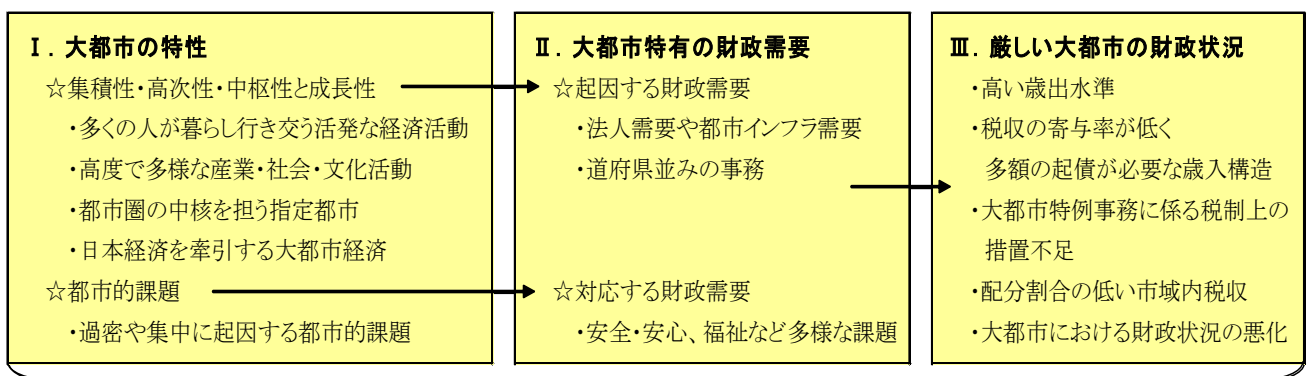 Ⅰ. 大都市の特性
☆集積性・高次性・中枢性と成長性
・多くの人が暮らし行き交う活発な経済活動
・高度で多様な産業・社会・文化活動
・都市圏の中核を担う指定都市
・日本経済を牽引する大都市経済
☆都市的課題
・過密や集中に起因する都市的課題
Ⅱ. 大都市特有の財政需要
☆起因する財政需要
・法人需要や都市インフラ需要
・道府県並みの事務
☆対応する財政需要
・安全・安心、福祉など多様な課題
Ⅲ. 厳しい大都市の財政状況
・高い歳出水準
・税収の寄与率が低く
多額の起債が必要な歳入構造
・大都市特例事務に係る税制上の
措置不足
・配分割合の低い市域内税収
・大都市における財政状況の悪化